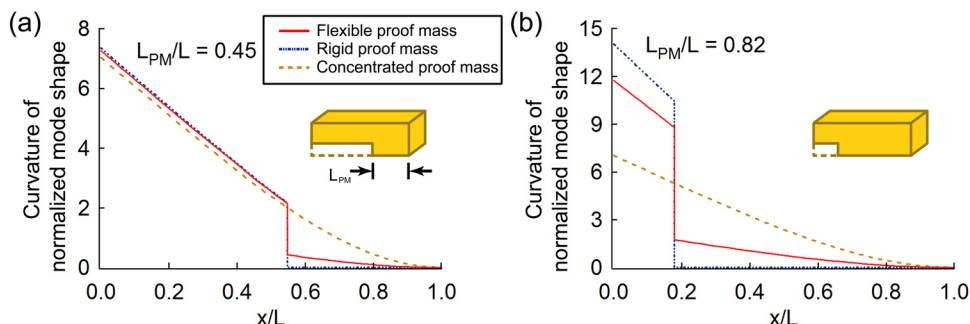 (a)
L_PM/L = 0.45
Flexible proof mass
Rigid proof mass
Concentrated proof mass
L_PM
Curvature of
normalized mode shape
8
6
4
2
0
0.0 0.2 0.4 0.6 0.8 1.0
x/L
(b)
L_PM/L = 0.82
Curvature of
normalized mode shape
15
12
9
6
3
0
0.0 0.2 0.4 0.6 0.8 1.0
x/L